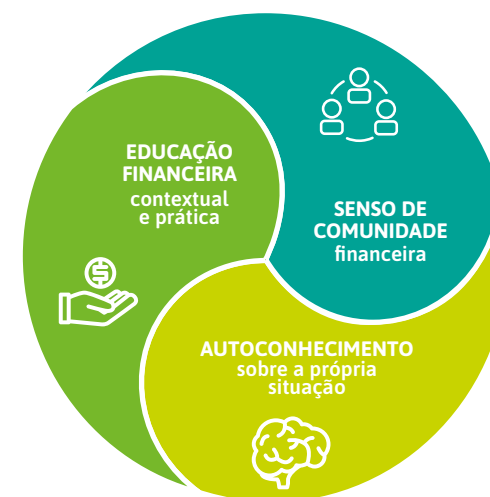 EDUCAÇÃO
FINANCEIRA
contextual
e prática
SENSO DE
COMUNIDADE
financeira
AUTOCONHECIMENTO
sobre a própria
situação